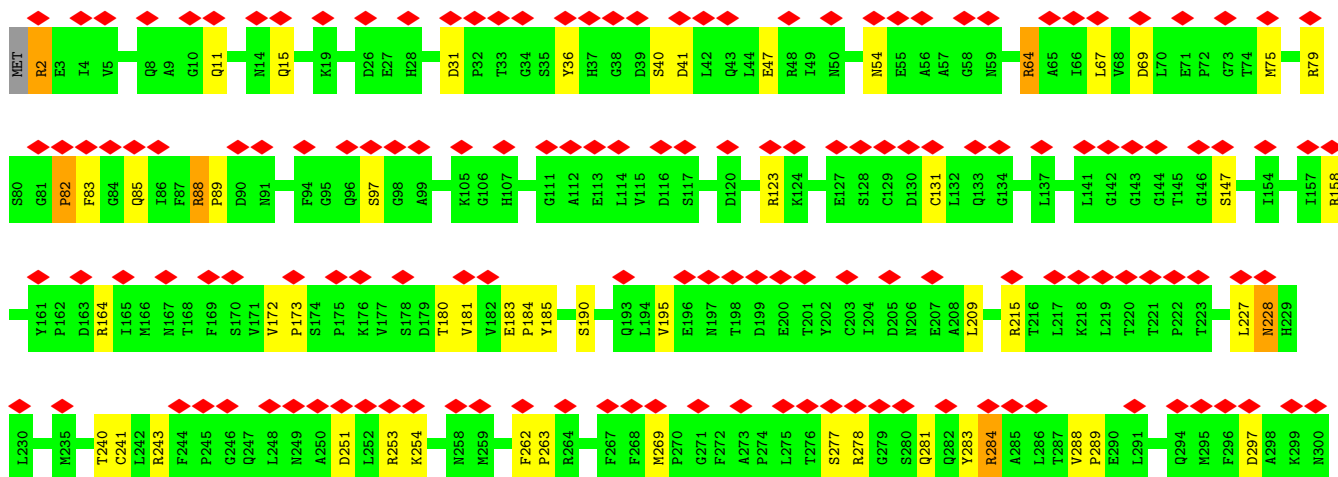 MET R2 E3 I4 V5 Q8 A9 G10 Q11 N14 Q15 K19 D26 E27 H28 D31 P32 T33 G34 S35 Y36 H37 G38 D39 S40 D41 L42 Q43 L44 E47 R48 I49 N50 N54 E55 A56 A57 G58 N59 R64 A65 I66 L67 V68 D69 L70 E71 P72 G73 T74 M75 R79
S80 G81 P82 F83 G84 Q85 I86 F87 R88 P89 D90 N91 F94 G95 Q96 S97 G98 A99 K105 G106 H107 G111 A112 E113 L114 V115 D116 S117 D120 R123 K124 E127 S128 C129 D130 C131 L132 Q133 G134 L137 L141 G142 G143 G144 T145 G146 S147 I154 I157 R158
Y161 P162 D163 R164 I165 M166 N167 T168 F169 S170 V171 V172 P173 S174 P175 K176 V177 S178 D179 T180 V181 V182 E183 P184 Y185 S190 Q193 L194 V195 E196 N197 T198 D199 E200 T201 Y202 C203 I204 D205 N206 E207 A208 L209 R215 T216 L217 K218 L219 T220 T221 P222 T223 L227 N228 H229
L230 M235 T240 C241 L242 R243 F244 P245 G246 Q247 L248 N249 A250 D251 L252 R253 K254 N258 M259 F262 P263 R264 F267 F268 M269 P270 G271 F272 A273 P274 L275 T276 S277 R278 G279 S280 Q281 Q282 Y283 R284 A285 L286 T287 V288 P289 E290 L291 Q294 M295 F296 D297 A298 K299 N300